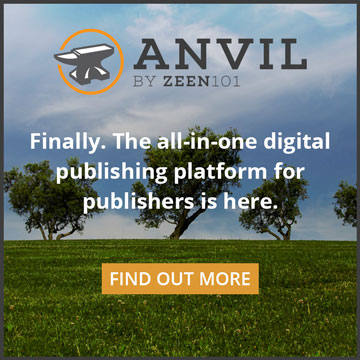 ANVIL
BY ZEEN101
Finally. The all-in-one digital
publishing platform for
publishers is here.
FIND OUT MORE